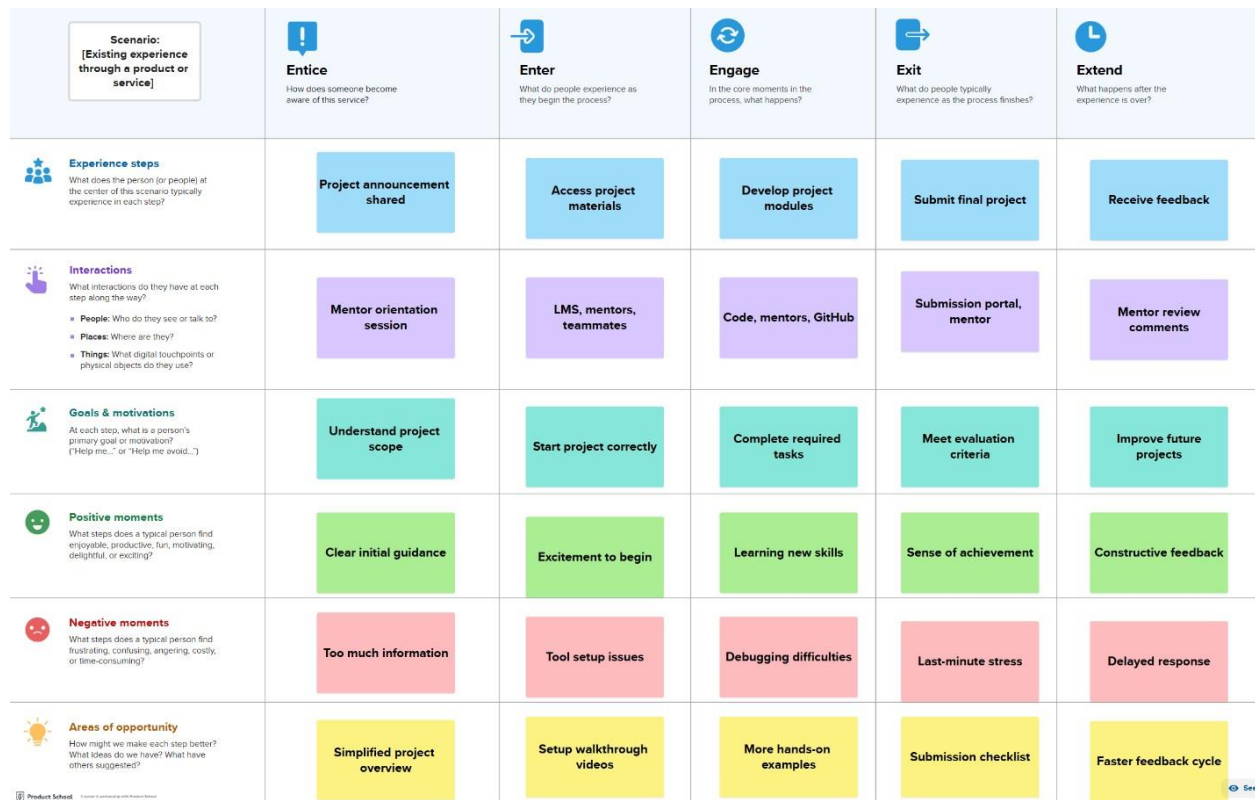 Scenario:
[Existing experience
through a product or
service]
Entice
How does someone become
aware of this service?
Enter
What do people experience as
they begin the process?
Engage
In the core moments in the
process, what happens?
Exit
What do people typically
experience as the process finishes?
Extend
What happens after the
experience is over?
Experience steps
What does the person (or people) at
the center of this scenario typically
experience in each step?
Project announcement
shared
Access project
materials
Develop project
modules
Submit final project
Receive feedback
Interactions
What interactions do they have at each
step along the way?
People: Who do they see or talk to?
Places: Where are they?
Things: What digital touchpoints or
physical objects do they use?
Mentor orientation
session
LMS, mentors,
teammates
Code, mentors, GitHub
Submission portal,
mentor
Mentor review
comments
Goals & motivations
At each step, what is a person's
primary goal or motivation?
("Help me..." or "Help me avoid...")
Understand project
scope
Start project correctly
Complete required
tasks
Meet evaluation
criteria
Improve future
projects
Positive moments
What steps does a typical person find
enjoyable, productive, fun, motivating,
delightful, or exciting?
Clear initial guidance
Excitement to begin
Learning new skills
Sense of achievement
Constructive feedback
Negative moments
What steps does a typical person find
frustrating, confusing, angering, costly,
or time-consuming?
Too much information
Tool setup issues
Debugging difficulties
Last-minute stress
Delayed response
Areas of opportunity
How might we make each step better?
What ideas do we have? What have
others suggested?
Simplified project
overview
Setup walkthrough
videos
More hands-on
examples
Submission checklist
Faster feedback cycle
Product School